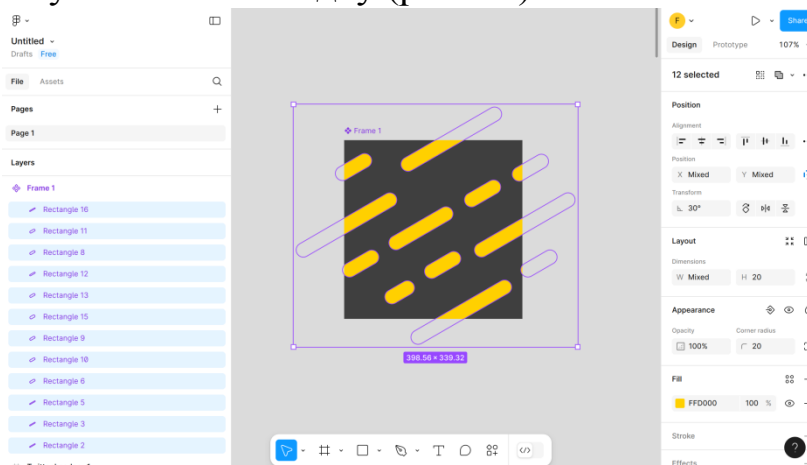 Untitled
Drafts Free
File Assets
Pages
Page 1
Layers
Frame 1
Rectangle 16
Rectangle 11
Rectangle 8
Rectangle 12
Rectangle 13
Rectangle 15
Rectangle 9
Rectangle 10
Rectangle 6
Rectangle 5
Rectangle 3
Rectangle 2
Frame 1
398.56 × 339.32
F
Share
Design Prototype 107%
12 selected
Position
Alignment
Position
X Mixed Y Mixed
Transform
30°
Layout
Dimensions
W Mixed H 20
Appearance
Opacity Corner radius
100% 20
Fill
FFD000 100 %
Stroke
Effects
?